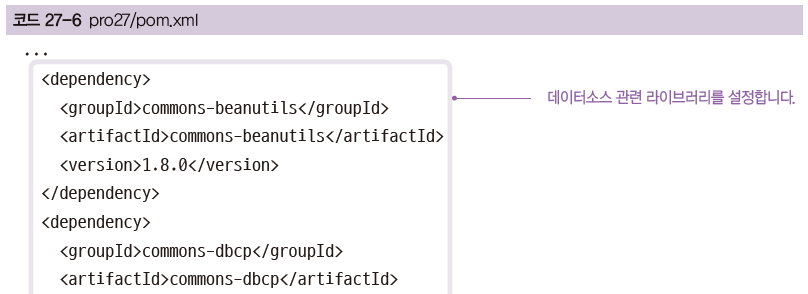 코드 27-6 pro27/pom.xml
...
<dependency>
<groupId>commons-beanutils</groupId>
데이터소스 관련 라이브러리를 설정합니다.
<artifactId>commons-beanutils</artifactId>
<version>1.8.0</version>
</dependency>
<dependency>
<groupId>commons-dbcp</groupId>
<artifactId>commons-dbcp</artifactId>